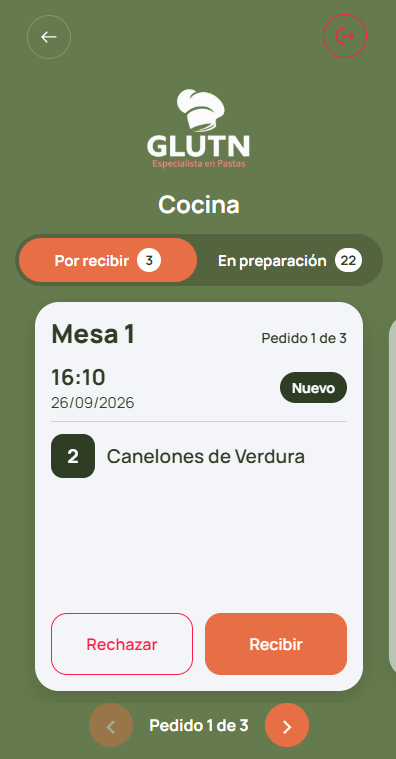 GLUTN
Especialista en Pastas
Cocina
Por recibir 3
En preparación 22
Mesa 1
Pedido 1 de 3
16:10
26/09/2026
Nuevo
2 Canelones de Verdura
Rechazar
Recibir
Pedido 1 de 3